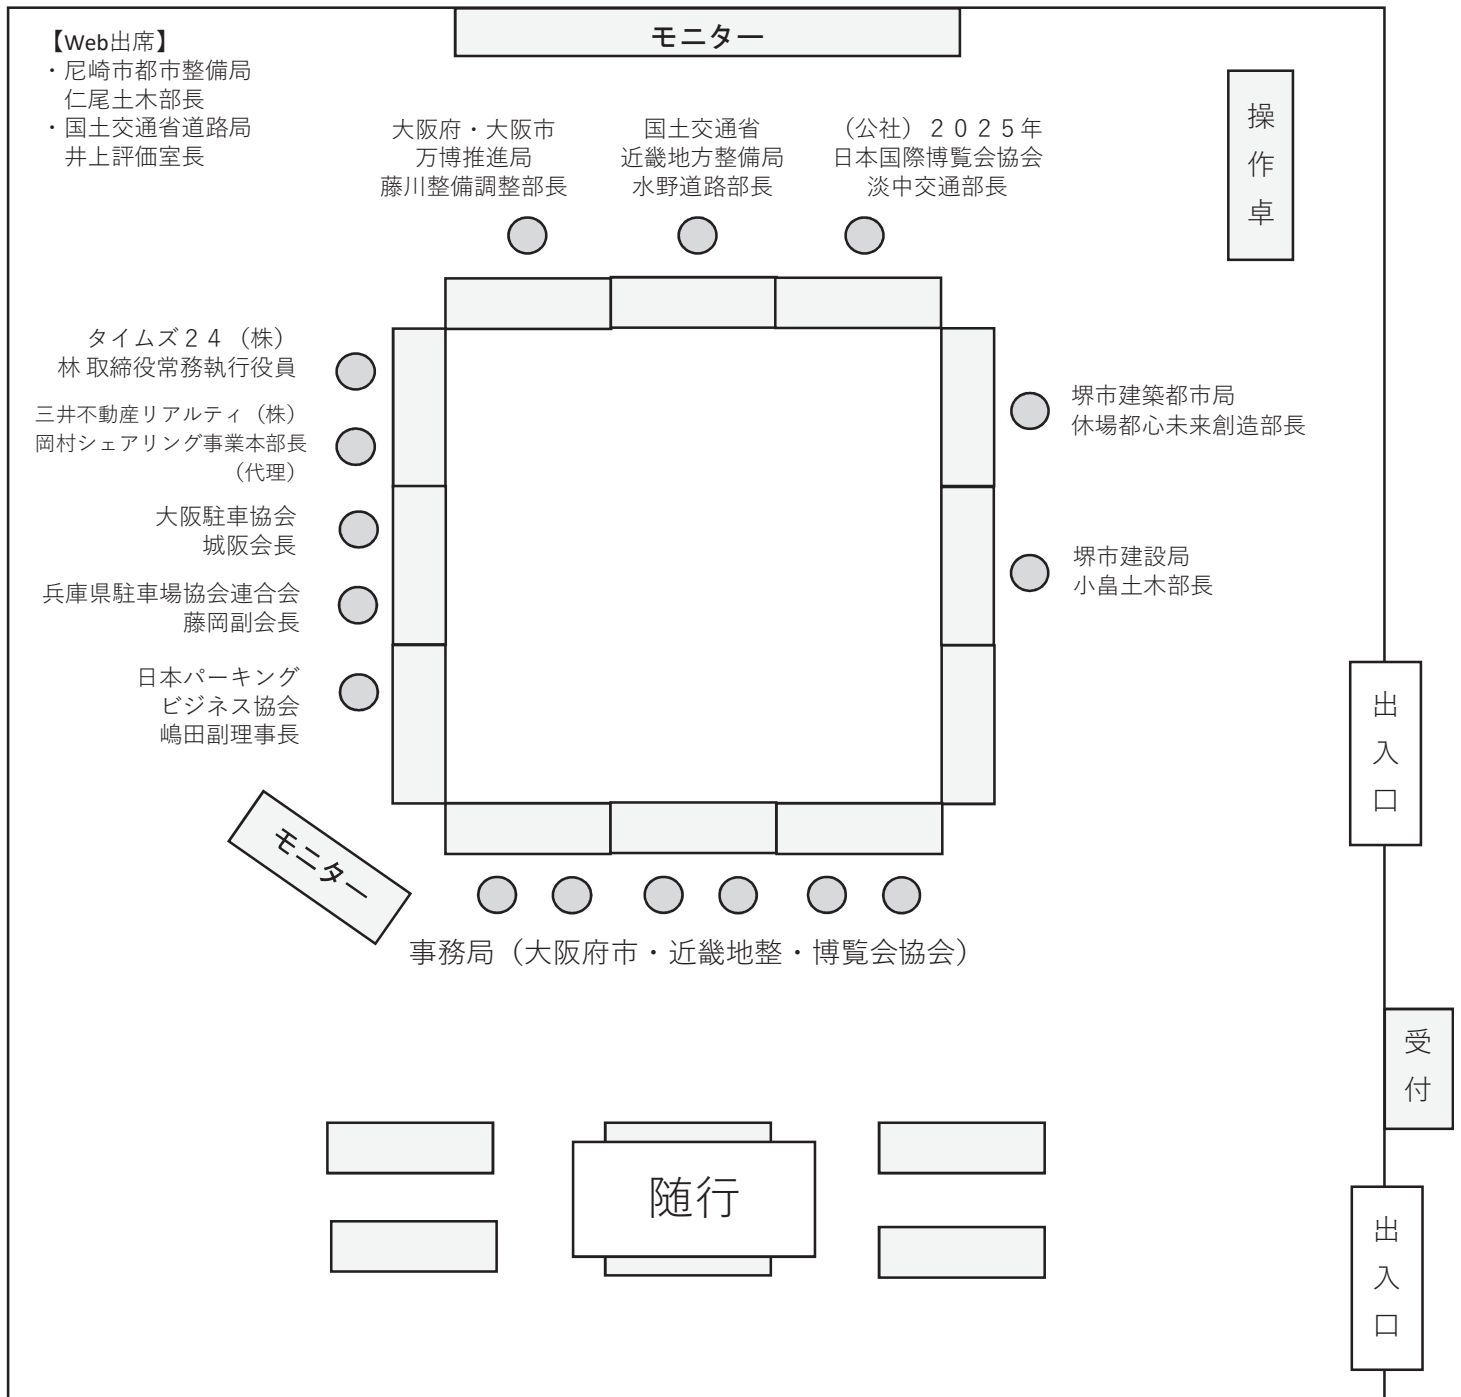 モニター
【Web出席】
・尼崎市都市整備局
仁尾土木部長
・国土交通省道路局
井上評価室長
操作卓
大阪府・大阪市
万博推進局
藤川整備調整部長
国土交通省
近畿地方整備局
水野道路部長
（公社）２０２５年
日本国際博覧会協会
淡中交通部長
タイムズ２４（株）
林 取締役常務執行役員
三井不動産リアルティ（株）
岡村シェアリング事業本部長
（代理）
大阪駐車協会
城阪会長
兵庫県駐車場協会連合会
藤岡副会長
日本パーキング
ビジネス協会
嶋田副理事長
堺市建築都市局
休場都心未来創造部長
堺市建設局
小畠土木部長
出入口
モニター
事務局（大阪府市・近畿地整・博覧会協会）
受付
随行
出入口